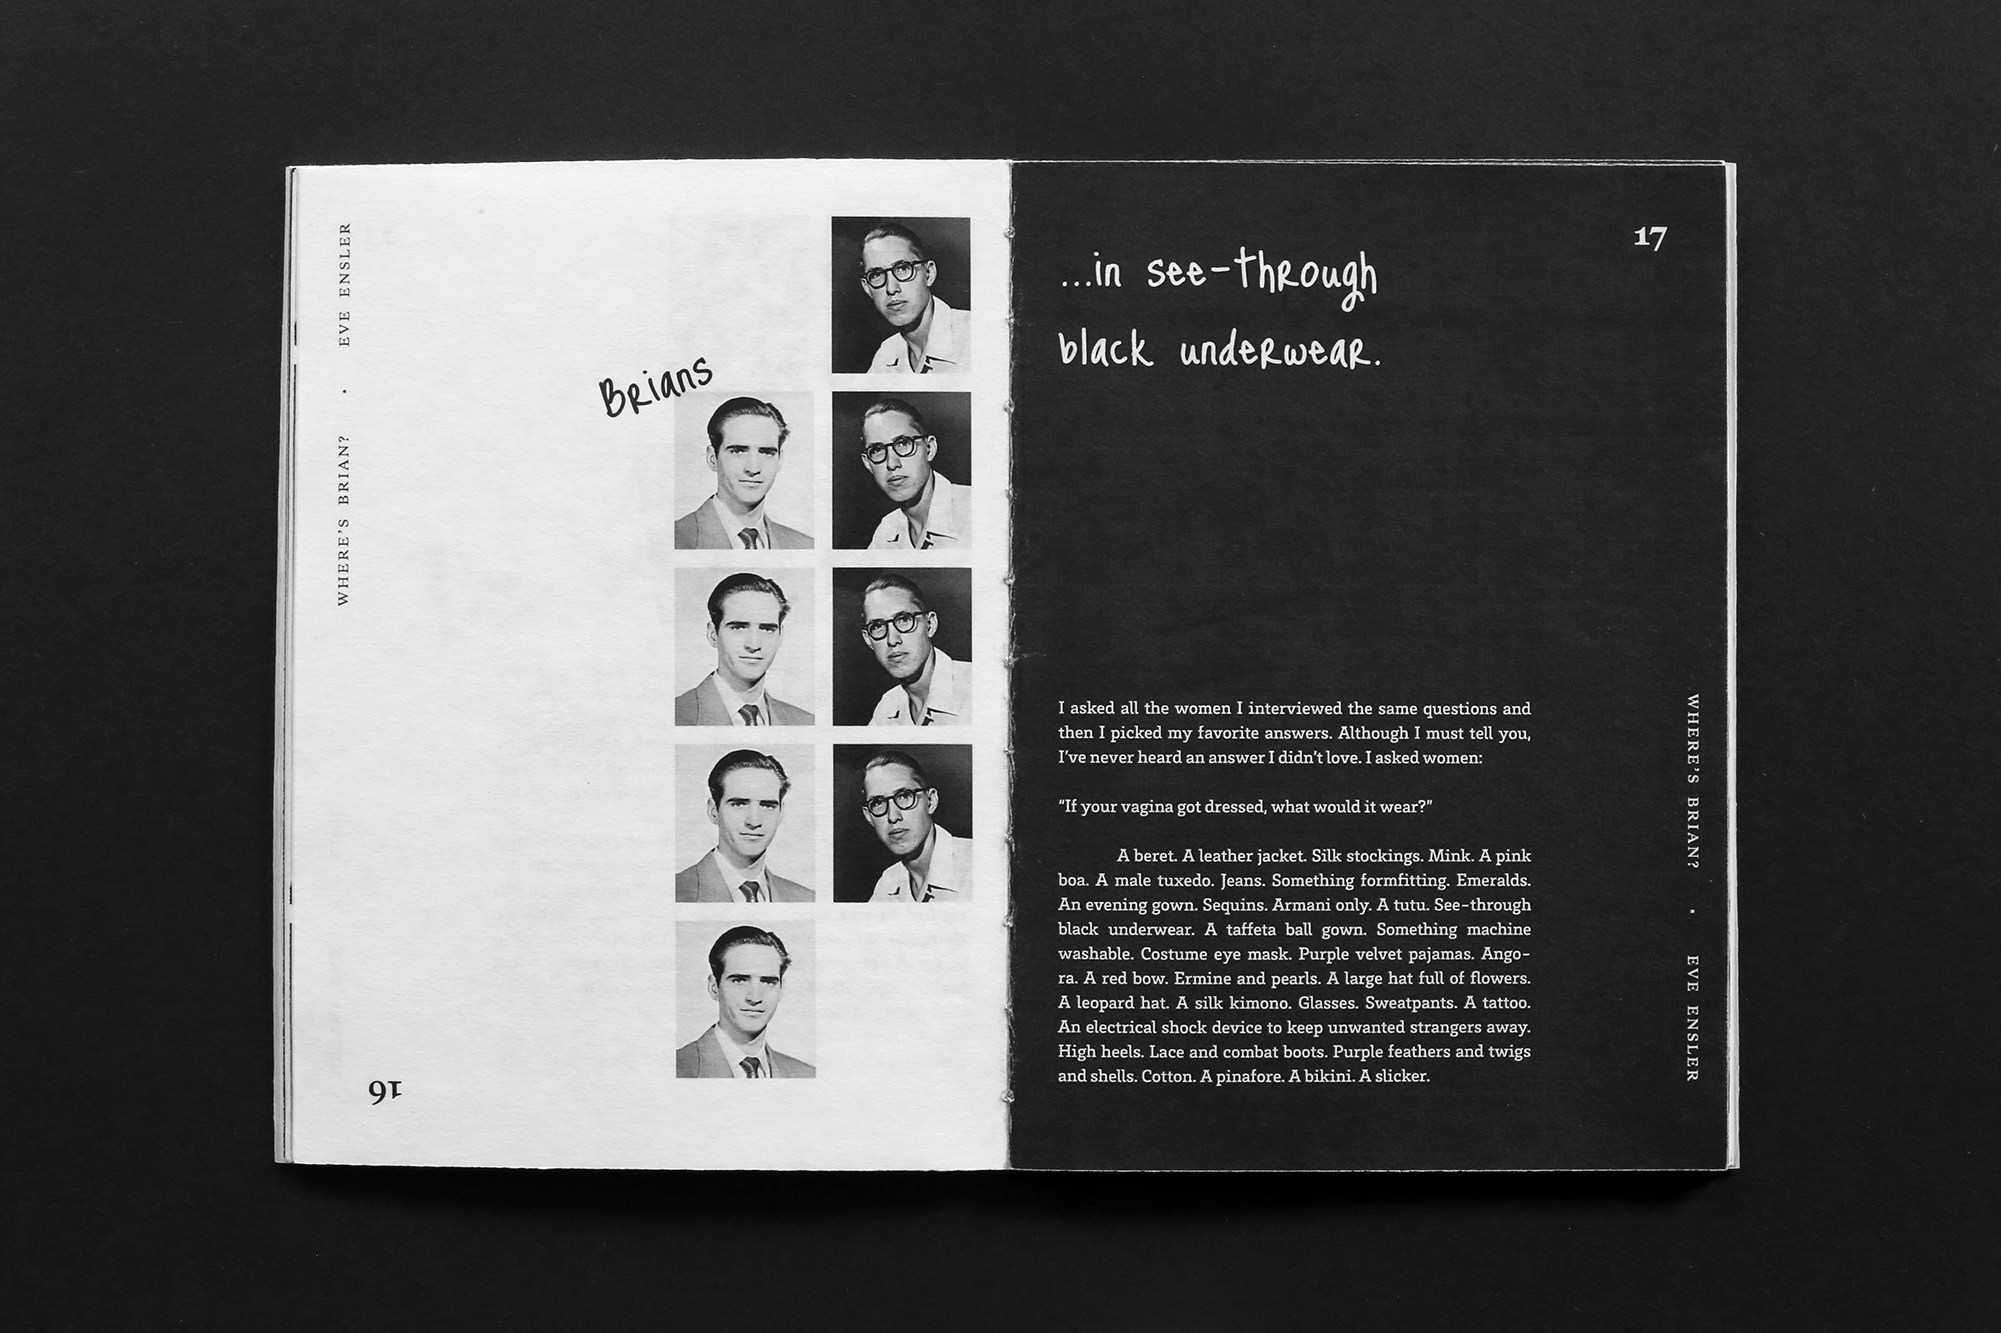 WHERE'S BRIAN? • EVE ENSLER
Brians
16
17
...in see-through
black underwear.
I asked all the women I interviewed the same questions and
then I picked my favorite answers. Although I must tell you,
I've never heard an answer I didn't love. I asked women:
“If your vagina got dressed, what would it wear?”
A beret. A leather jacket. Silk stockings. Mink. A pink
boa. A male tuxedo. Jeans. Something formfitting. Emeralds.
An evening gown. Sequins. Armani only. A tutu. See-through
black underwear. A taffeta ball gown. Something machine
washable. Costume eye mask. Purple velvet pajamas. Ango-
ra. A red bow. Ermine and pearls. A large hat full of flowers.
A leopard hat. A silk kimono. Glasses. Sweatpants. A tattoo.
An electrical shock device to keep unwanted strangers away.
High heels. Lace and combat boots. Purple feathers and twigs
and shells. Cotton. A pinafore. A bikini. A slicker.
WHERE'S BRIAN? • EVE ENSLER